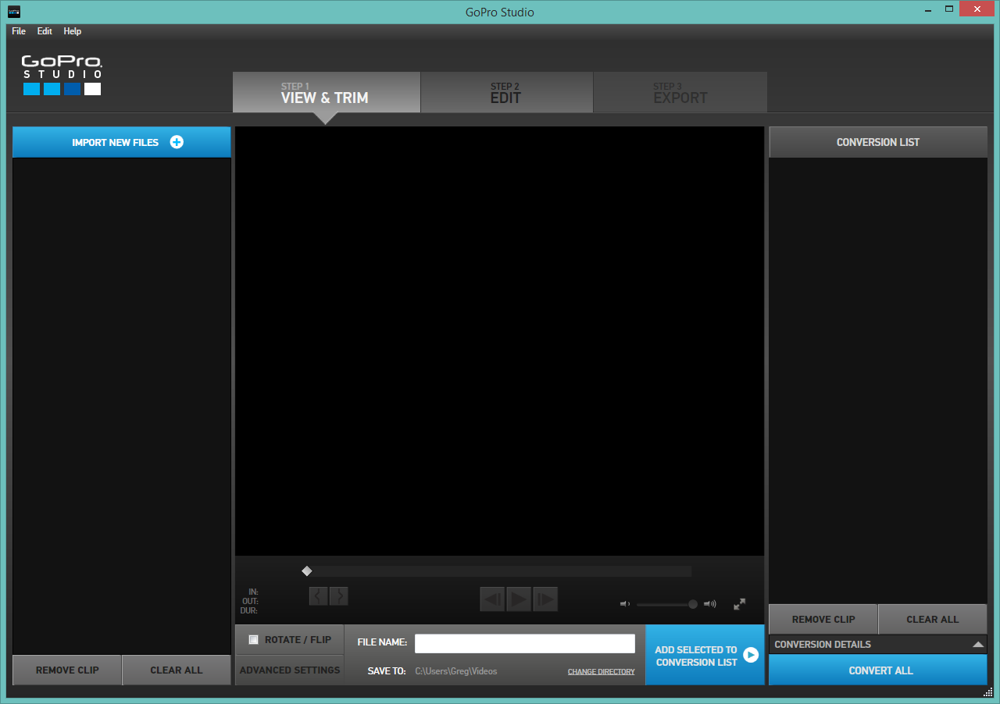 GoPro Studio
File Edit Help
GoPro
STUDIO
STEP 1
VIEW & TRIM
STEP 2
EDIT
STEP 3
EXPORT
IMPORT NEW FILES
CONVERSION LIST
IN:
OUT:
DUR:
ROTATE / FLIP
FILE NAME:
ADVANCED SETTINGS
SAVE TO: C:\Users\Greg\Videos CHANGE DIRECTORY
ADD SELECTED TO
CONVERSION LIST
REMOVE CLIP CLEAR ALL
REMOVE CLIP CLEAR ALL
CONVERSION DETAILS
CONVERT ALL